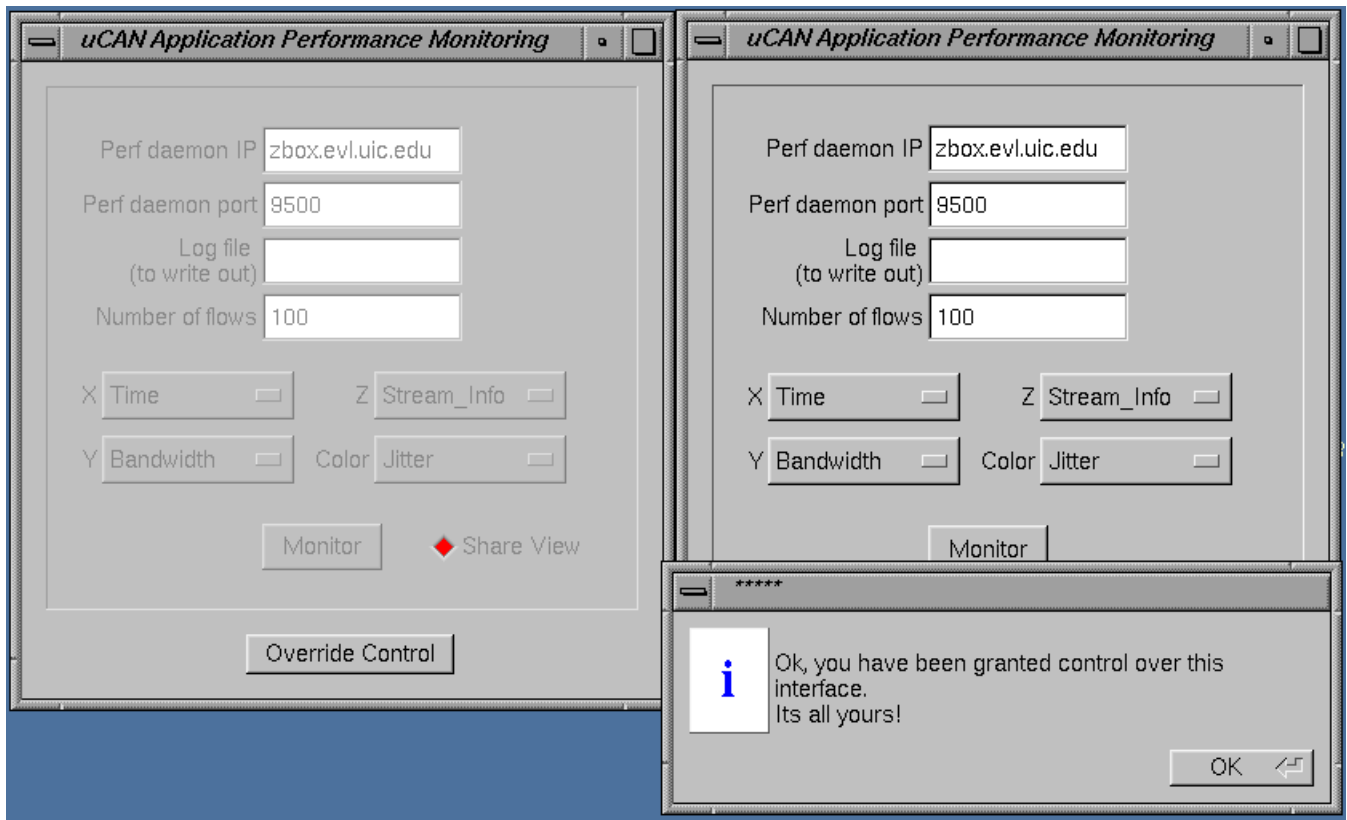 uCAN Application Performance Monitoring
Perf daemon IP zbox.evl.uic.edu
Perf daemon port 9500
Log file
(to write out)
Number of flows 100
X Time Z Stream_Info
Y Bandwidth Color Jitter
Monitor Share View
Override Control
uCAN Application Performance Monitoring
Perf daemon IP zbox.evl.uic.edu
Perf daemon port 9500
Log file
(to write out)
Number of flows 100
X Time Z Stream_Info
Y Bandwidth Color Jitter
Monitor
*****
i
Ok, you have been granted control over this
interface.
Its all yours!
OK